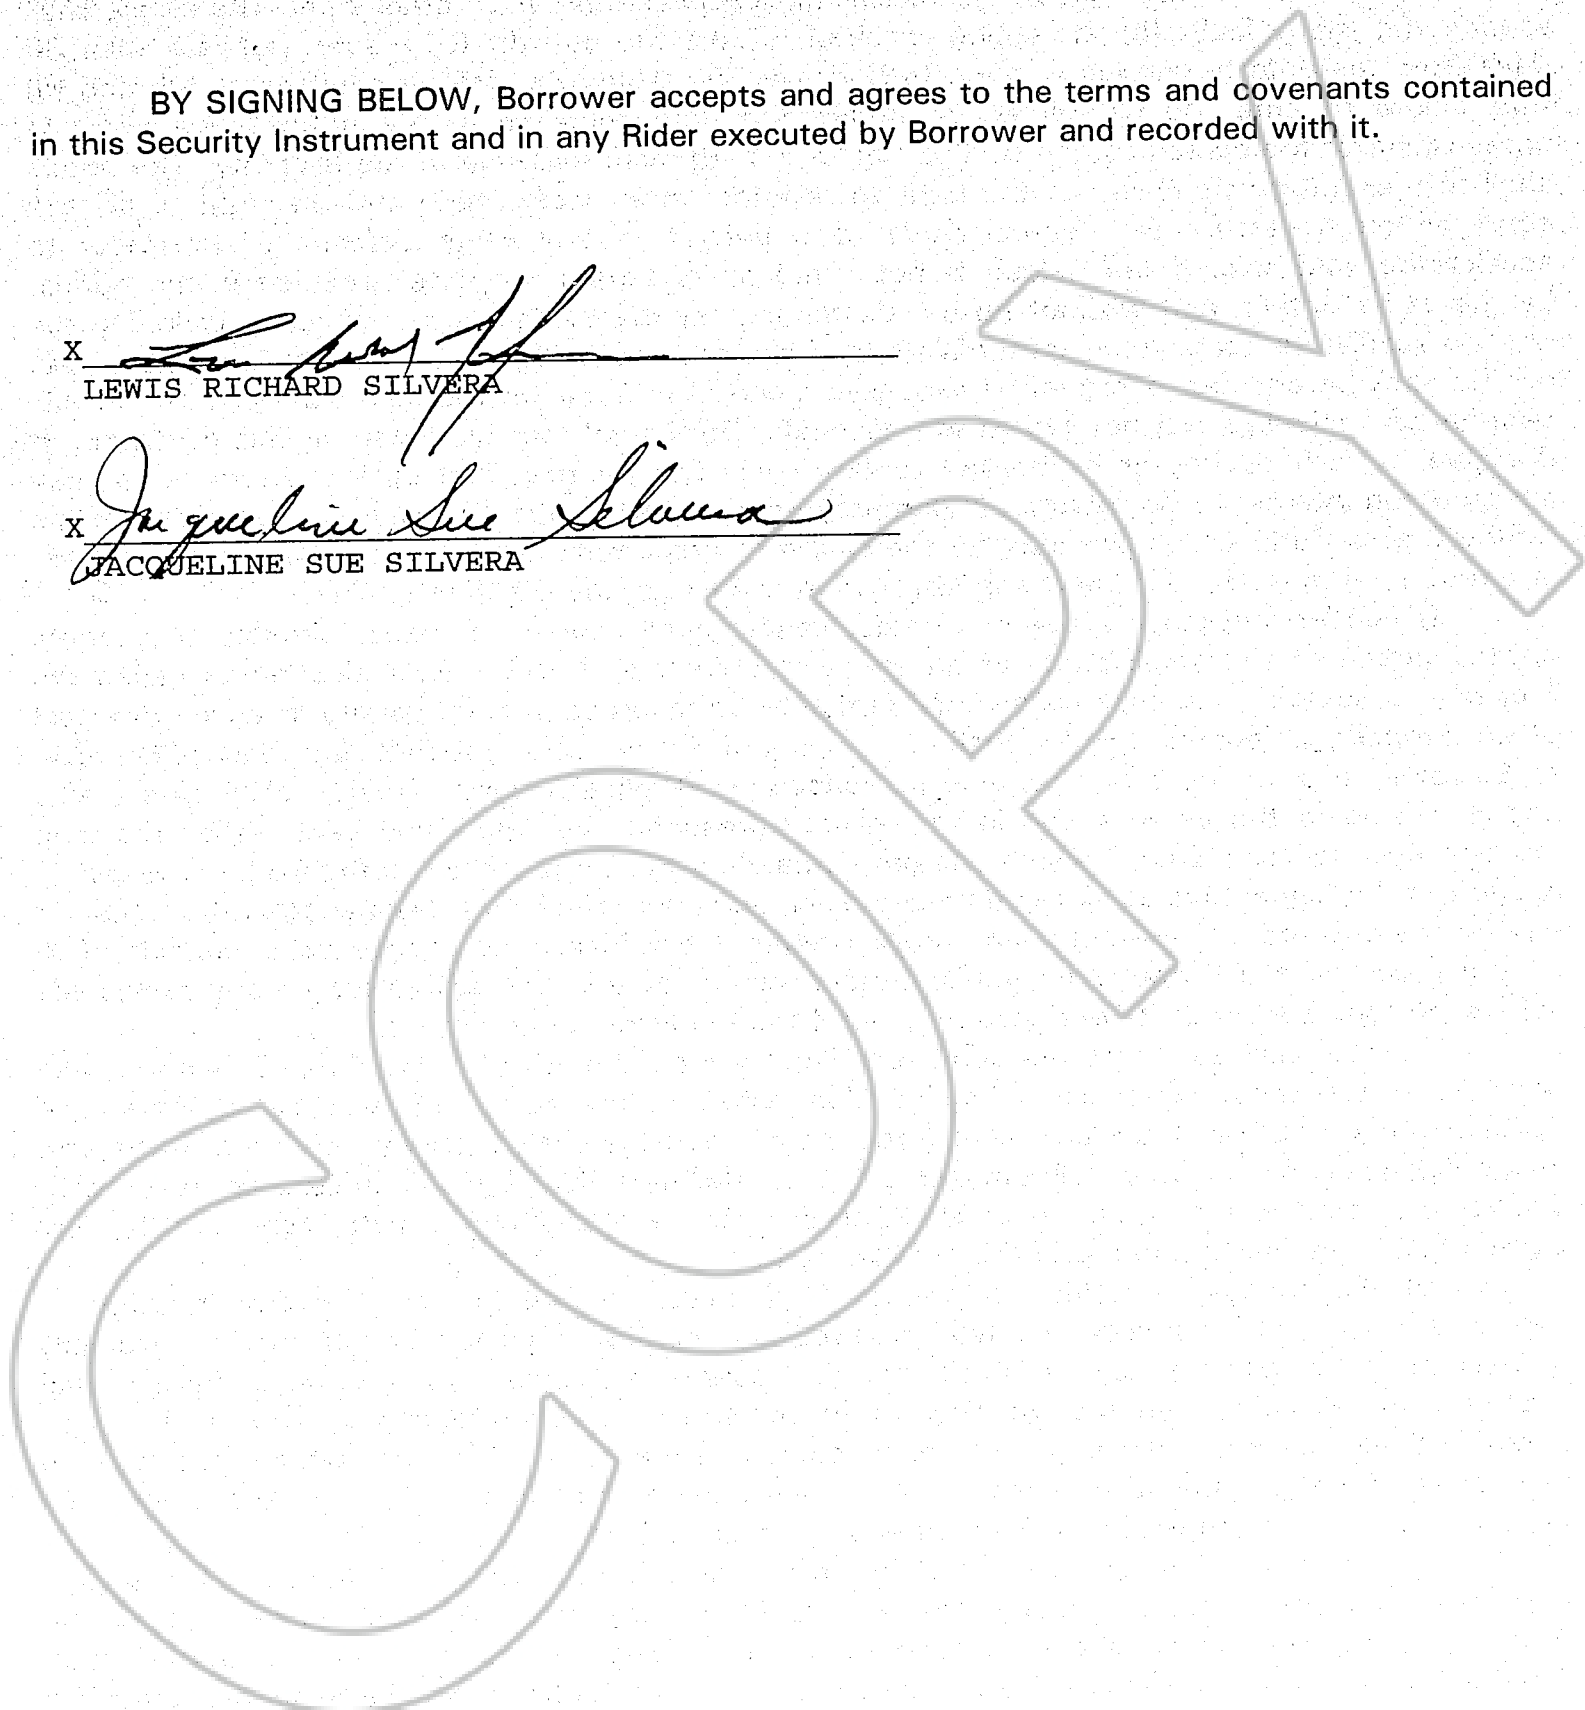 BY SIGNING BELOW, Borrower accepts and agrees to the terms and covenants contained
in this Security Instrument and in any Rider executed by Borrower and recorded with it.
X
LEWIS RICHARD SILVERA
X Jacqueline Sue Silvera
JACQUELINE SUE SILVERA
COPY